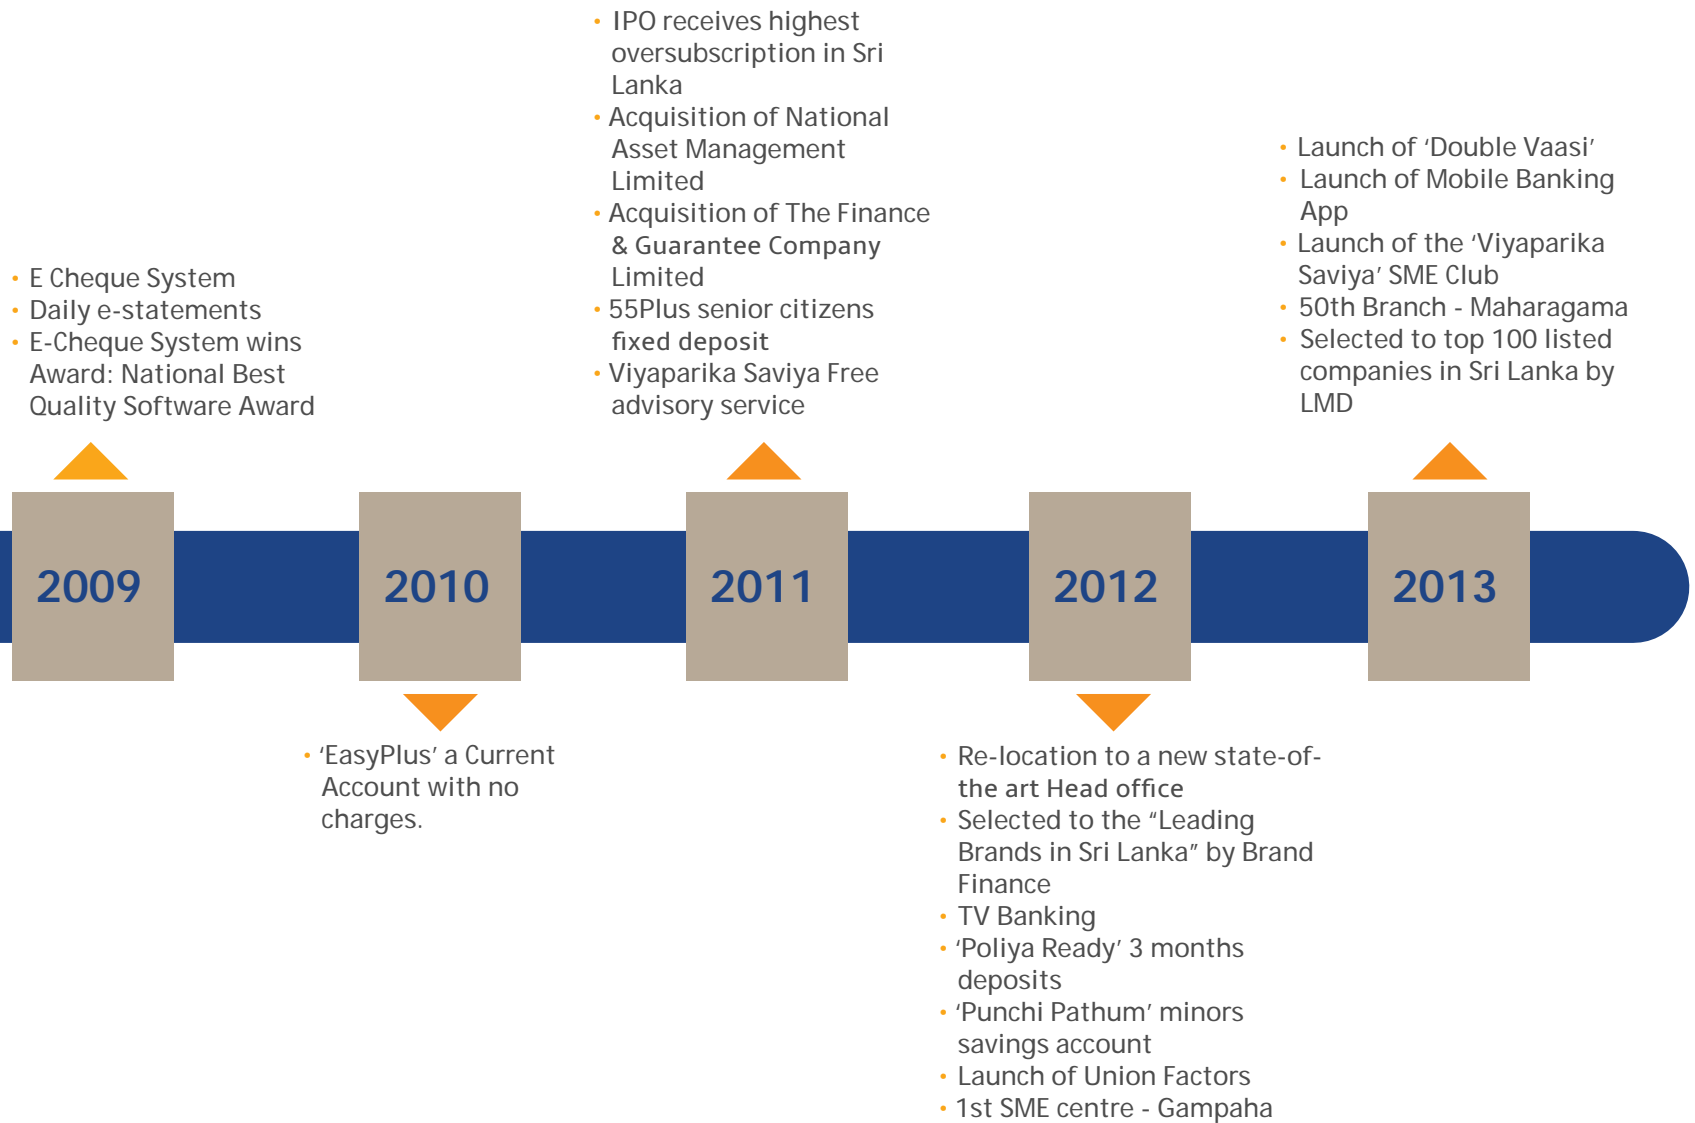 • IPO receives highest
oversubscription in Sri
Lanka
• Acquisition of National
Asset Management
Limited
• Acquisition of The Finance
& Guarantee Company
Limited
• 55Plus senior citizens
fixed deposit
• Viyaparika Saviya Free
advisory service
• Launch of ‘Double Vaasi’
• Launch of Mobile Banking
App
• Launch of the ‘Viyaparika
Saviya’ SME Club
• 50th Branch - Maharagama
• Selected to top 100 listed
companies in Sri Lanka by
LMD
• E Cheque System
• Daily e-statements
• E-Cheque System wins
Award: National Best
Quality Software Award
2009
2010
2011
2012
2013
• ‘EasyPlus’ a Current
Account with no
charges.
• Re-location to a new state-of-
the art Head office
• Selected to the “Leading
Brands in Sri Lanka” by Brand
Finance
• TV Banking
• ‘Poliya Ready’ 3 months
deposits
• ‘Punchi Pathum’ minors
savings account
• Launch of Union Factors
• 1st SME centre - Gampaha